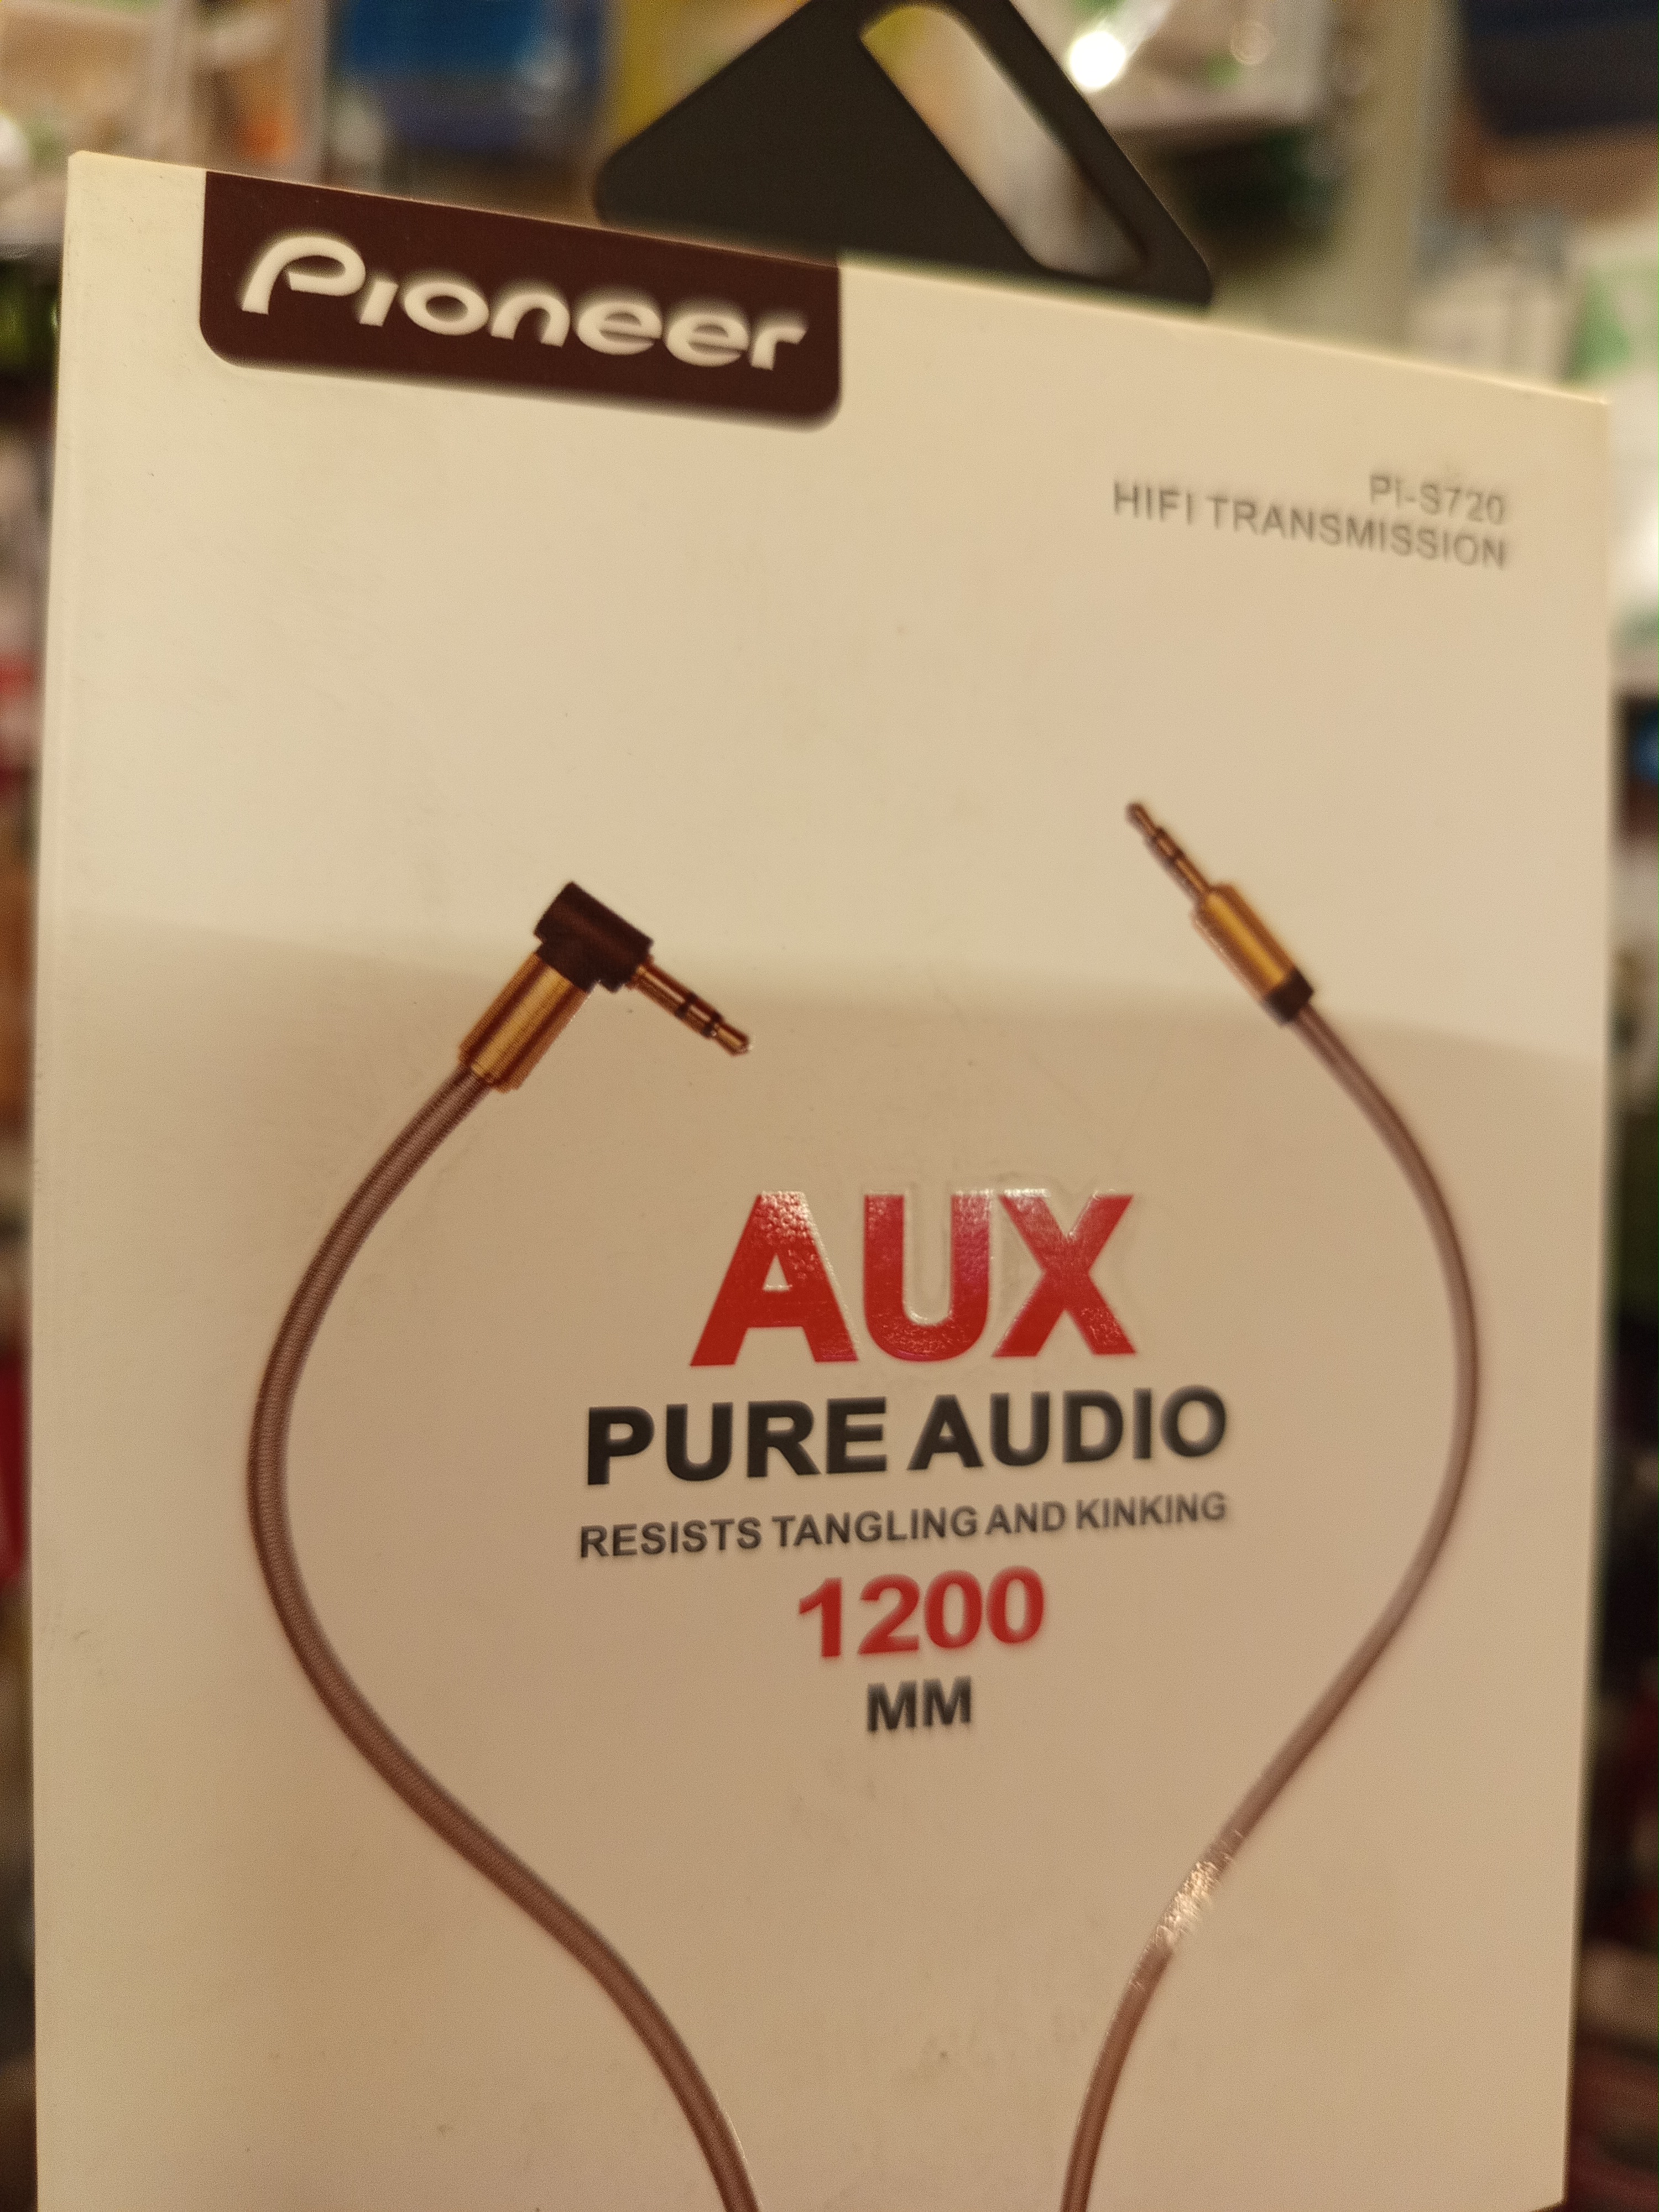 Pioneer
PI-S720
HIFI TRANSMISSION
AUX
PURE AUDIO
RESISTS TANGLING AND KINKING
1200
MM